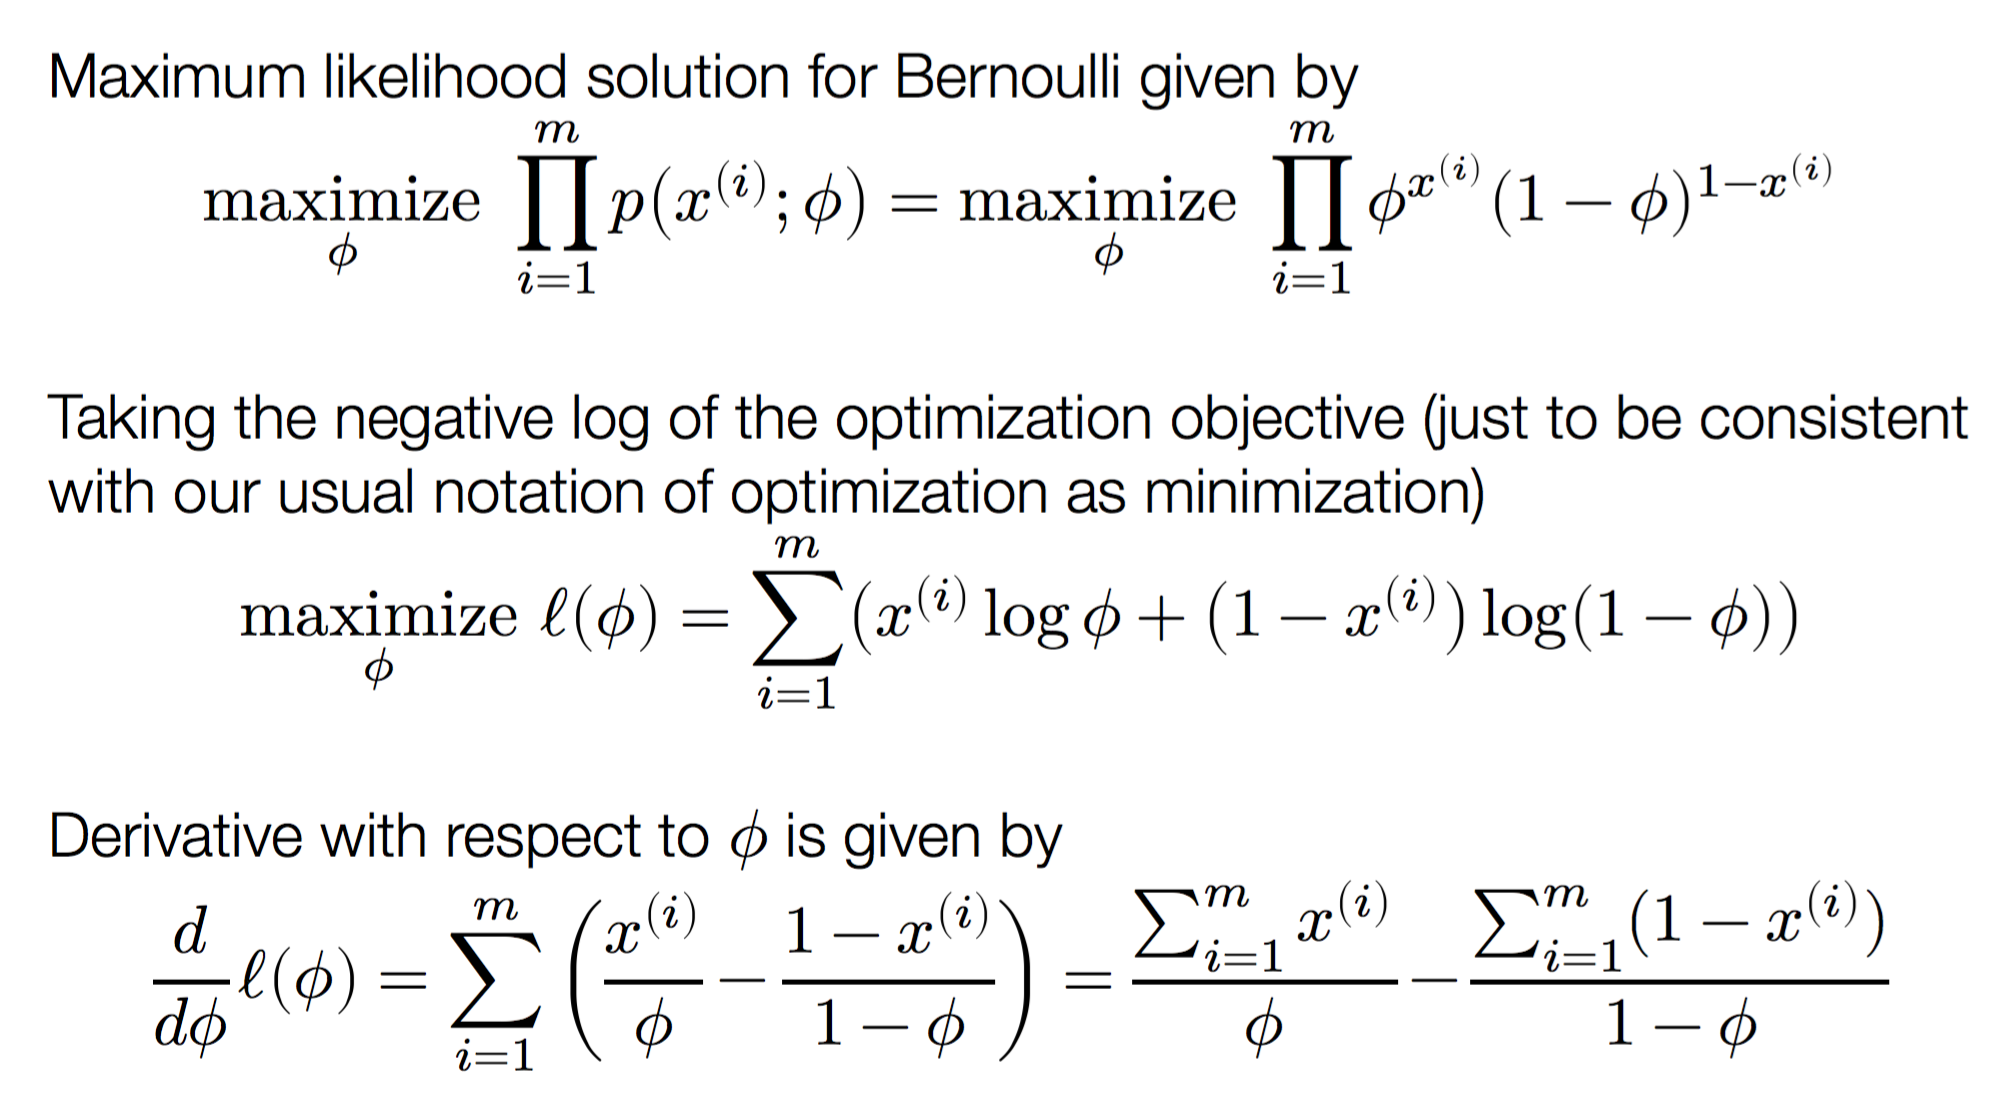 Maximum likelihood solution for Bernoulli given by
maximize_ϕ ∏_{i=1}^{m} p(x^{(i)}; ϕ) = maximize_ϕ ∏_{i=1}^{m} ϕ^{x^{(i)}} (1 − ϕ)^{1−x^{(i)}}
Taking the negative log of the optimization objective (just to be consistent
with our usual notation of optimization as minimization)
maximize_ϕ ℓ(ϕ) = ∑_{i=1}^{m} (x^{(i)} log ϕ + (1 − x^{(i)}) log(1 − ϕ))
Derivative with respect to ϕ is given by
d/dϕ ℓ(ϕ) = ∑_{i=1}^{m} (x^{(i)}/ϕ − (1 − x^{(i)})/(1 − ϕ)) = (∑_{i=1}^{m} x^{(i)})/ϕ − (∑_{i=1}^{m} (1 − x^{(i)}))/(1 − ϕ)